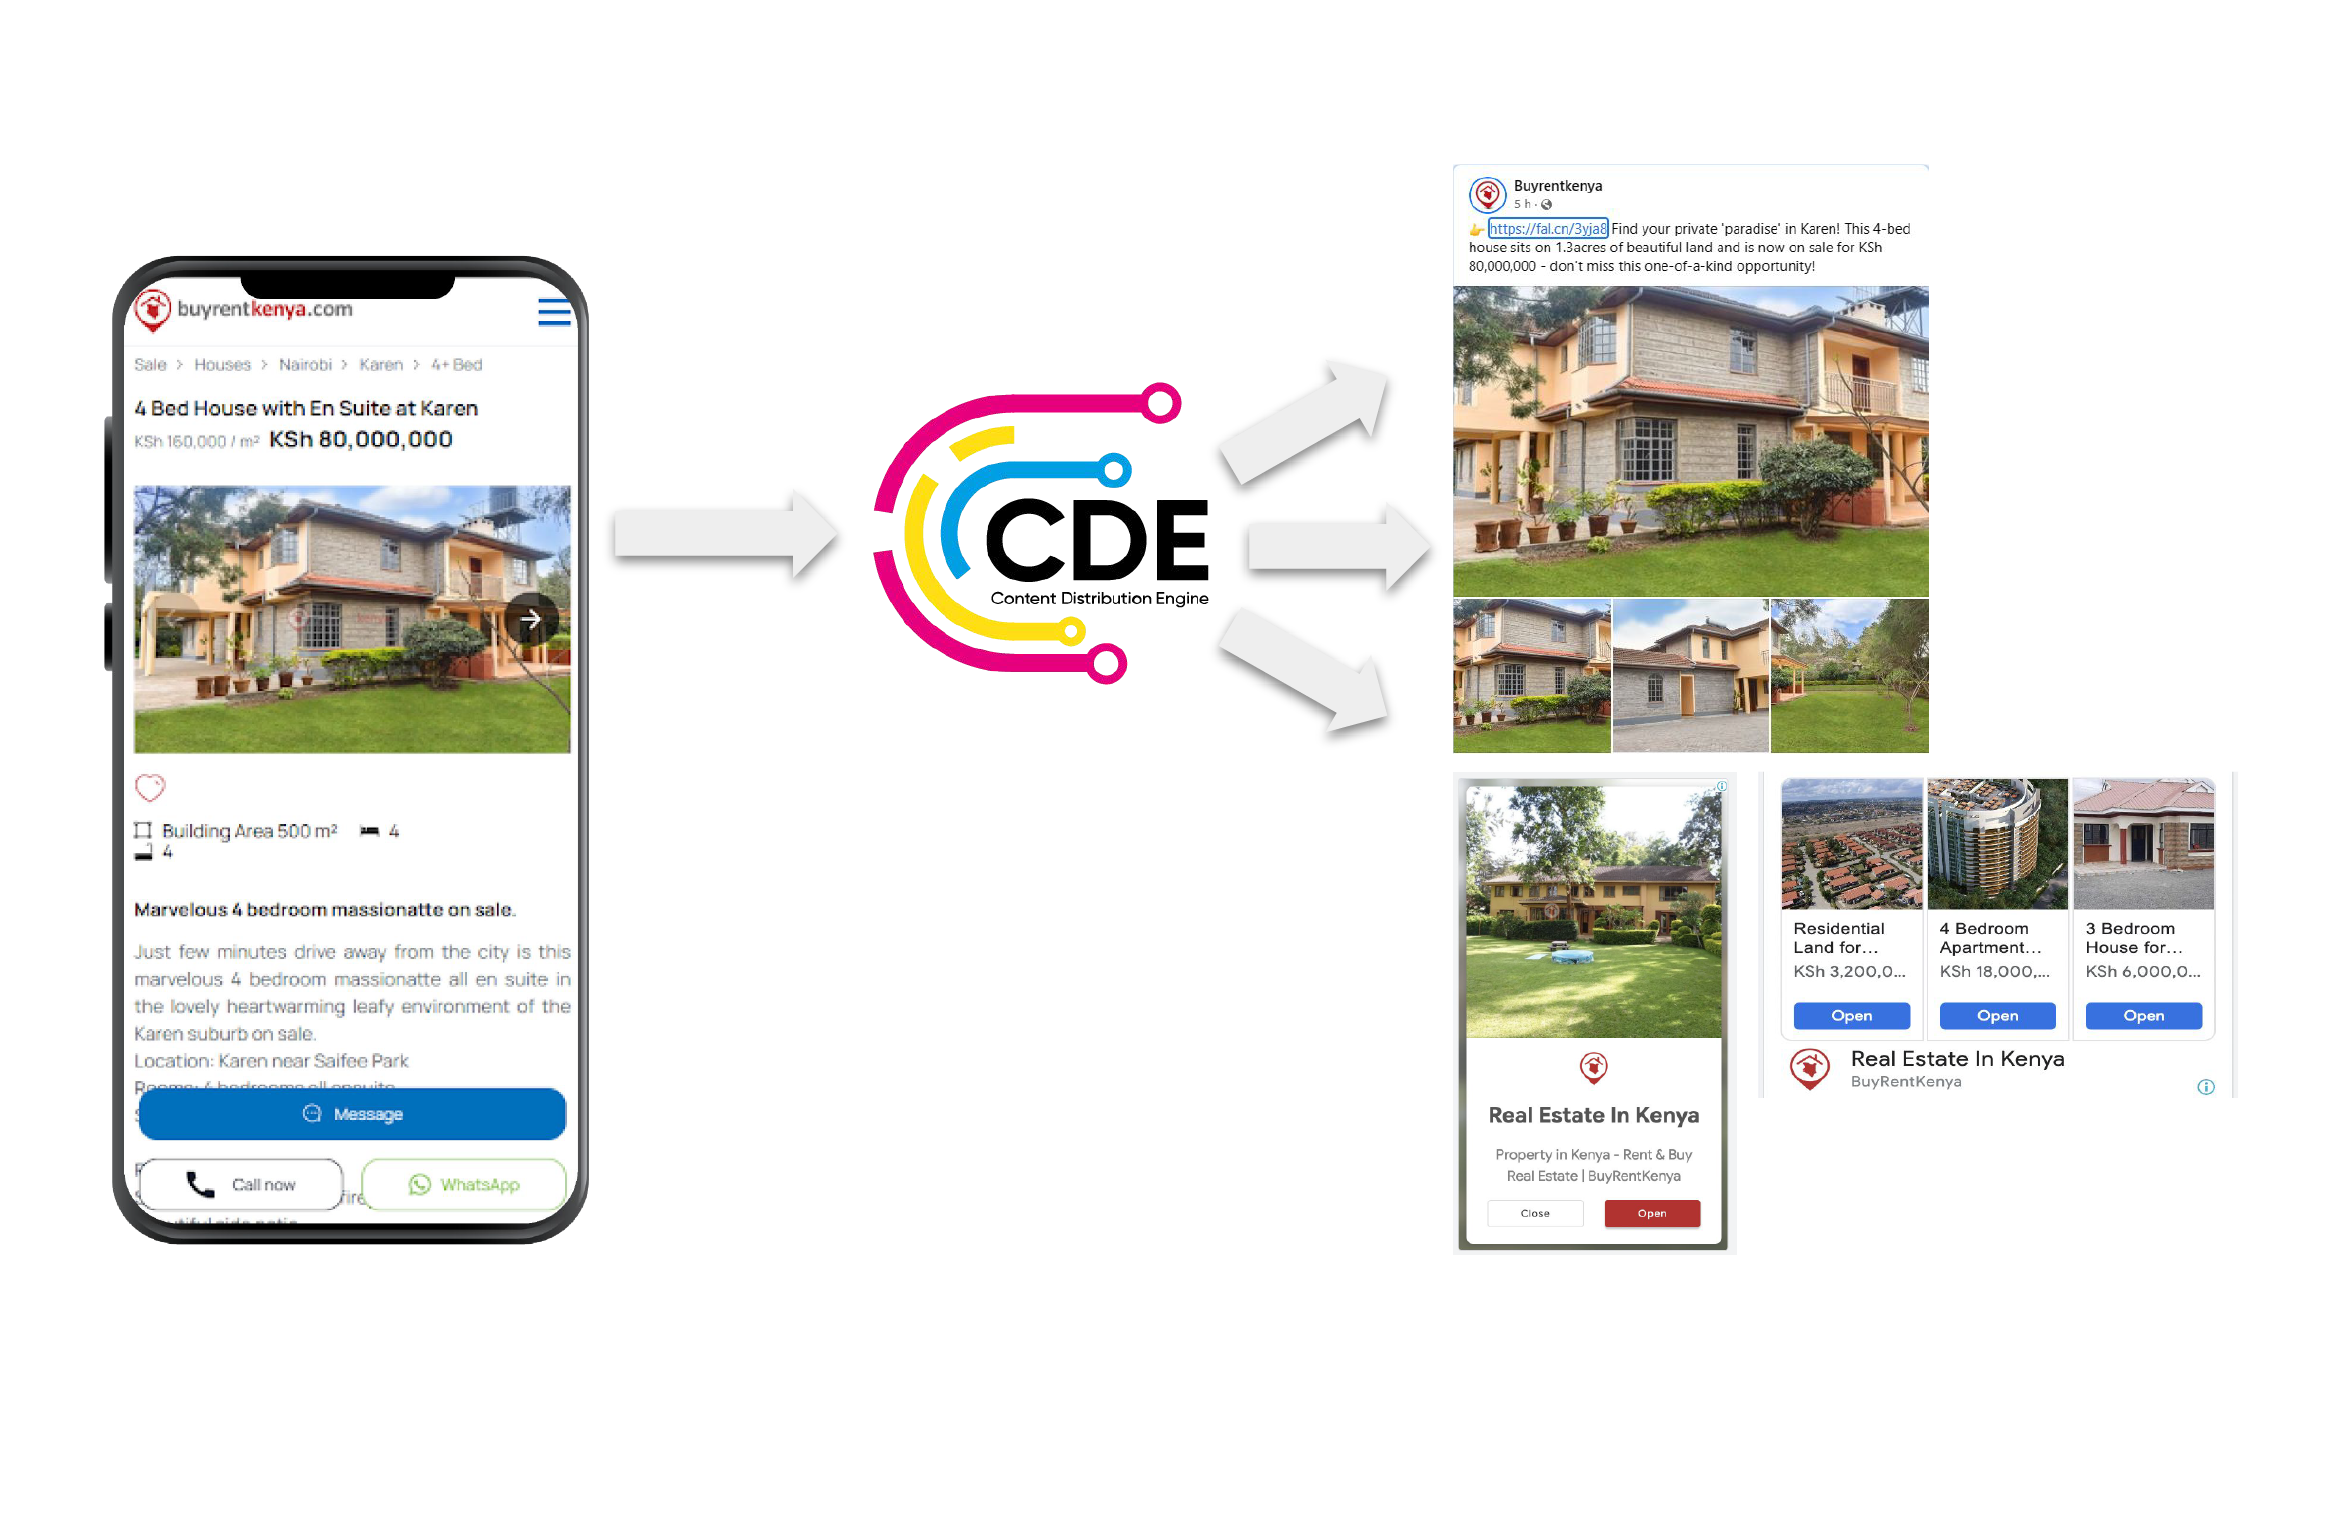 buyrentkenya.com
Sale > Houses > Nairobi > Karen > 4+ Bed
4 Bed House with En Suite at Karen
KSh 160,000 / m² KSh 80,000,000
Building Area 500 m² 4
4
Marvelous 4 bedroom massionatte on sale.
Just few minutes drive away from the city is this
marvelous 4 bedroom massionatte all en suite in
the lovely heartwarming leafy environment of the
Karen suburb on sale.
Location: Karen near Saifee Park
Rooms: 4 bedrooms all ensuite
Message
Call now
WhatsApp
CDE
Content Distribution Engine
Buyrentkenya
5 h ·
👉 https://fal.cn/3yja8 Find your private 'paradise' in Karen! This 4-bed
house sits on 1.3acres of beautiful land and is now on sale for KSh
80,000,000 - don't miss this one-of-a-kind opportunity!
Real Estate In Kenya
Property in Kenya - Rent & Buy
Real Estate | BuyRentKenya
Close
Open
Residential
Land for...
KSh 3,200,0...
Open
4 Bedroom
Apartment...
KSh 18,000,...
Open
3 Bedroom
House for...
KSh 6,000,0...
Open
Real Estate In Kenya
BuyRentKenya